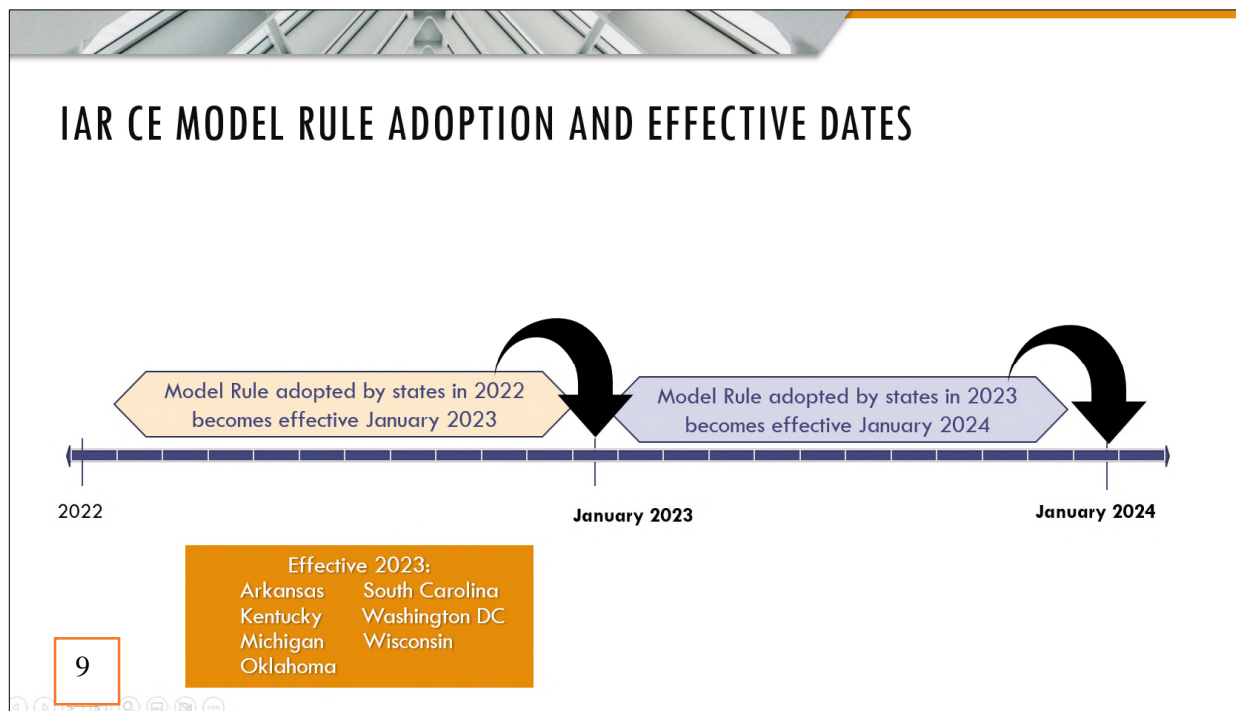 IAR CE MODEL RULE ADOPTION AND EFFECTIVE DATES
Model Rule adopted by states in 2022
becomes effective January 2023
Model Rule adopted by states in 2023
becomes effective January 2024
2022
January 2023
January 2024
Effective 2023:
Arkansas South Carolina
Kentucky Washington DC
Michigan Wisconsin
Oklahoma
9